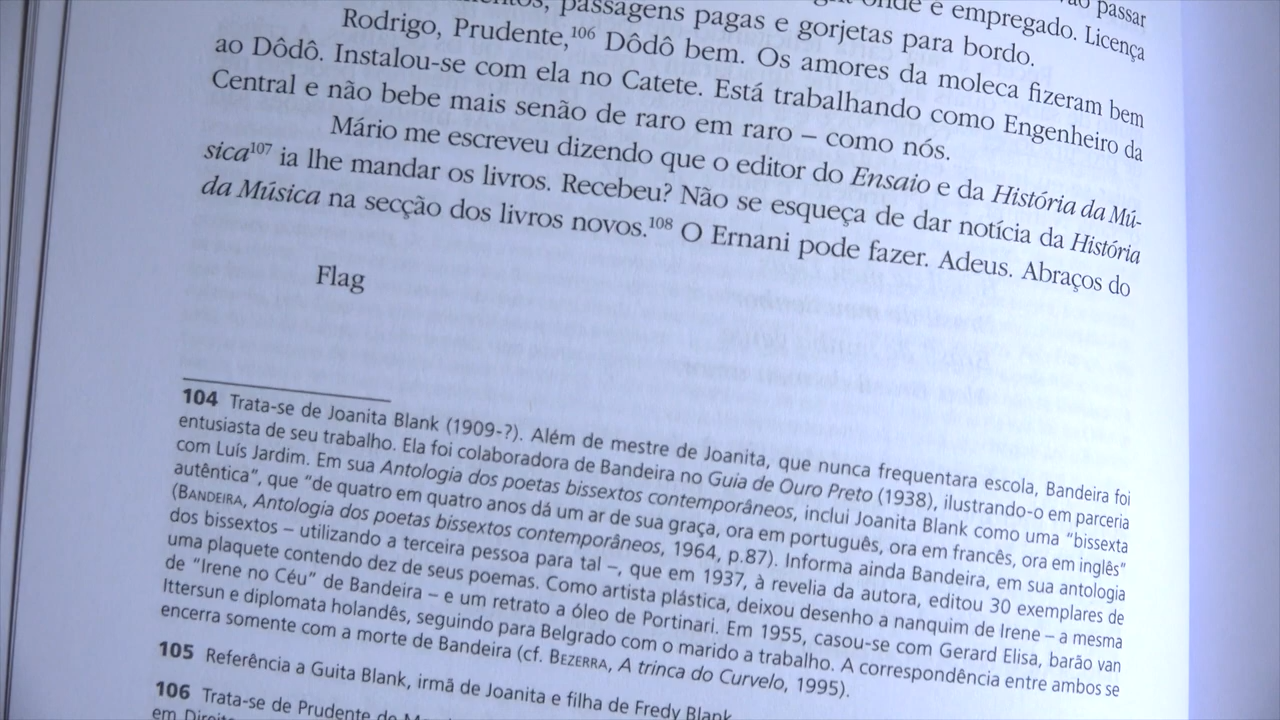 passar
passagens pagas e gorjetas para bordo.
onde é empregado. Licença
Rodrigo, Prudente,106 Dôdô bem. Os amores da moleca fizeram bem
ao Dôdô. Instalou-se com ela no Catete. Está trabalhando como Engenheiro da
Central e não bebe mais senão de raro em raro – como nós.
Mário me escreveu dizendo que o editor do Ensaio e da História da Mú-
sica107 ia lhe mandar os livros. Recebeu? Não se esqueça de dar notícia da História
da Música na secção dos livros novos.108 O Ernani pode fazer. Adeus. Abraços do
Flag
104 Trata-se de Joanita Blank (1909-?). Além de mestre de Joanita, que nunca frequentara escola, Bandeira foi
entusiasta de seu trabalho. Ela foi colaboradora de Bandeira no Guia de Ouro Preto (1938), ilustrando-o em parceria
com Luís Jardim. Em sua Antologia dos poetas bissextos contemporâneos, inclui Joanita Blank como uma "bissexta
autêntica", que "de quatro em quatro anos dá um ar de sua graça, ora em português, ora em francês, ora em inglês"
(BANDEIRA, Antologia dos poetas bissextos contemporâneos, 1964, p.87). Informa ainda Bandeira, em sua antologia
dos bissextos – utilizando a terceira pessoa para tal –, que em 1937, à revelia da autora, editou 30 exemplares de
uma plaquete contendo dez de seus poemas. Como artista plástica, deixou desenho a nanquim de Irene – a mesma
de "Irene no Céu" de Bandeira – e um retrato a óleo de Portinari. Em 1955, casou-se com Gerard Elisa, barão van
Ittersun e diplomata holandês, seguindo para Belgrado com o marido a trabalho. A correspondência entre ambos se
encerra somente com a morte de Bandeira (cf. BEZERRA, A trinca do Curvelo, 1995).
105 Referência a Guita Blank, irmã de Joanita e filha de Fredy Blank
106 Trata-se de Prudente de
em